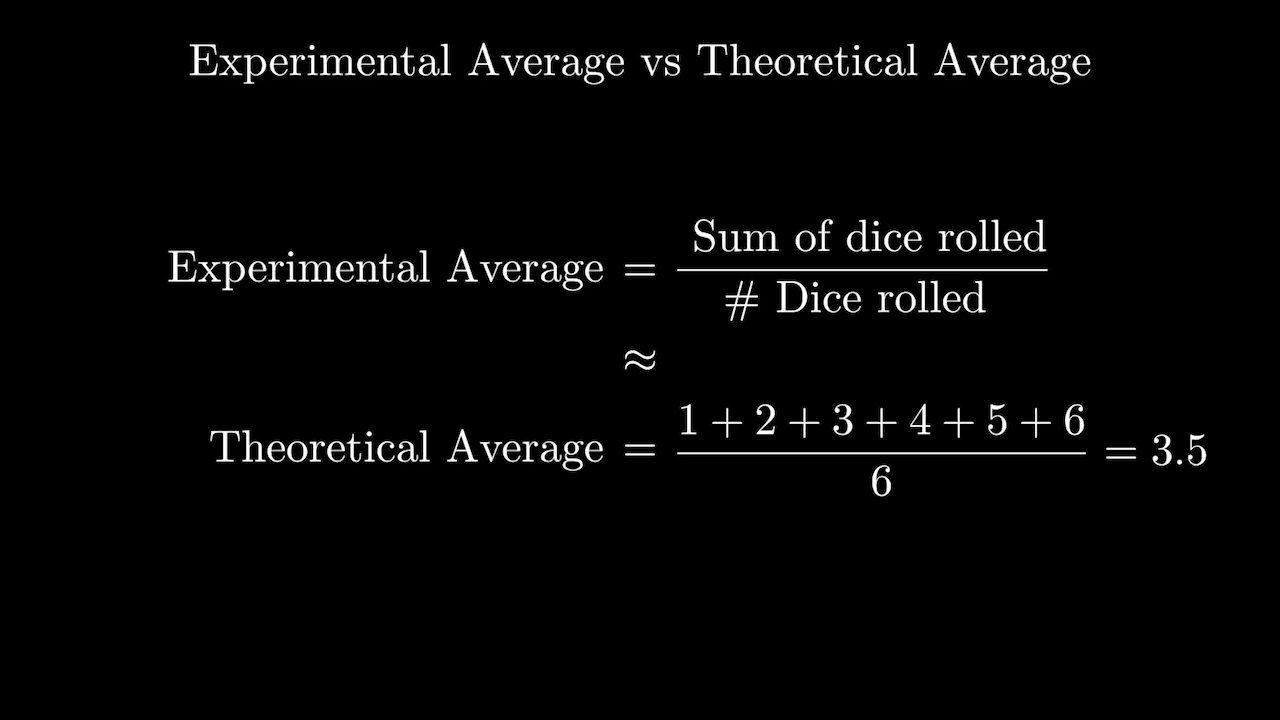 Experimental Average vs Theoretical Average
Experimental Average = Sum of dice rolled / # Dice rolled
≈
Theoretical Average = 1 + 2 + 3 + 4 + 5 + 6 / 6 = 3.5